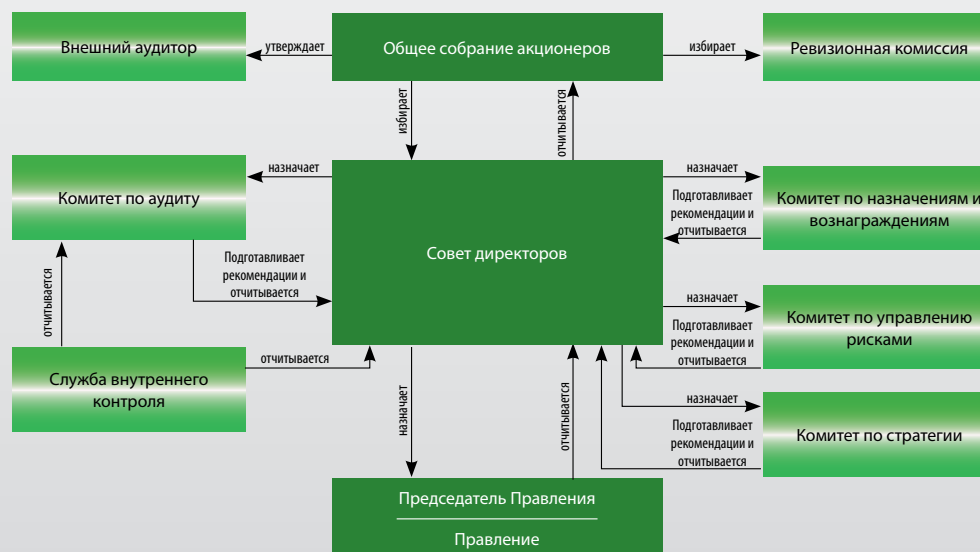 Внешний аудитор
утверждает
Общее собрание акционеров
избирает
Ревизионная комиссия
избирает
отчитывается
Комитет по аудиту
назначает
Подготавливает
рекомендации и
отчитывается
Совет директоров
назначает
Подготавливает
рекомендации и
отчитывается
Комитет по назначениям и
вознаграждениям
отчитывается
назначает
Подготавливает
рекомендации и
отчитывается
Комитет по управлению
рисками
Служба внутреннего
контроля
отчитывается
назначает
отчитывается
назначает
Подготавливает
рекомендации и
отчитывается
Комитет по стратегии
Председатель Правления
Правление